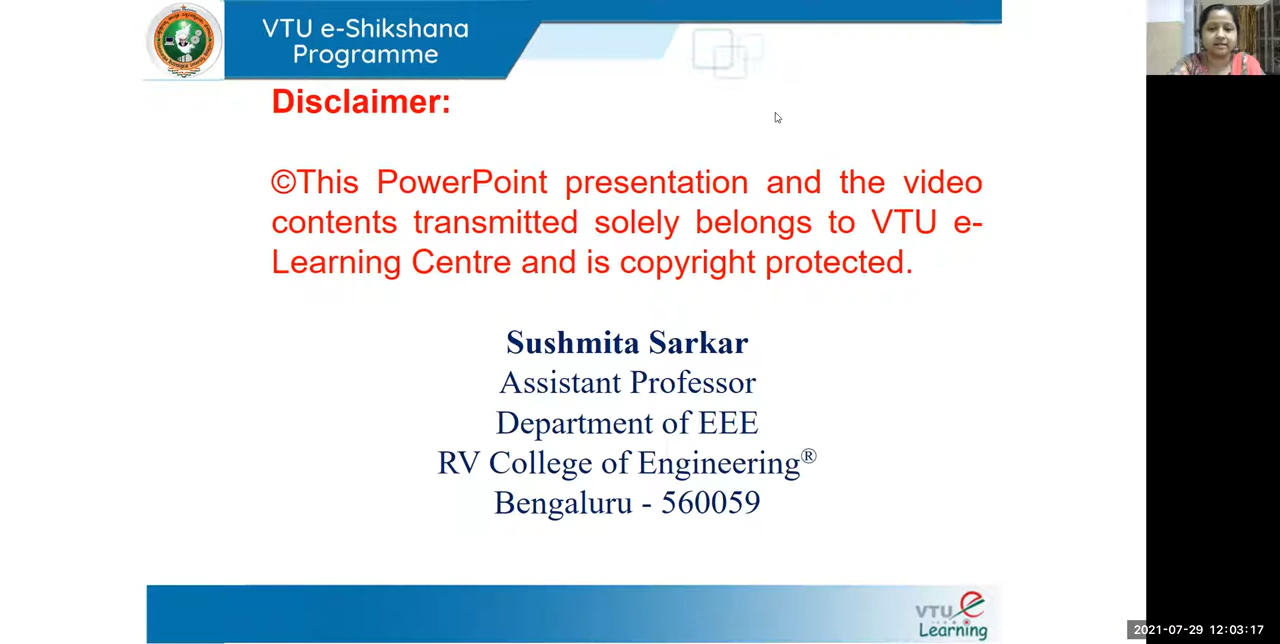 VTU e-Shikshana
Programme
Disclaimer:
©This PowerPoint presentation and the video
contents transmitted solely belongs to VTU e-
Learning Centre and is copyright protected.
Sushmita Sarkar
Assistant Professor
Department of EEE
RV College of Engineering®
Bengaluru - 560059
VTU e
Learning
2021-07-29 12:03:17